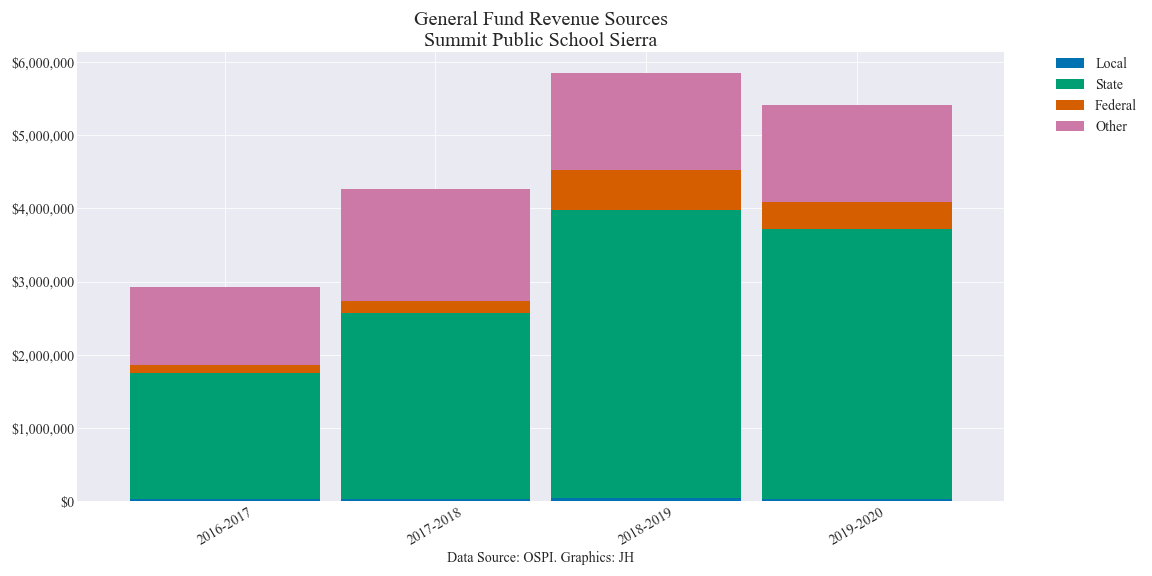 General Fund Revenue Sources
Summit Public School Sierra
$6,000,000
$5,000,000
$4,000,000
$3,000,000
$2,000,000
$1,000,000
$0
2016-2017
2017-2018
2018-2019
2019-2020
Data Source: OSPI. Graphics: JH
Local
State
Federal
Other